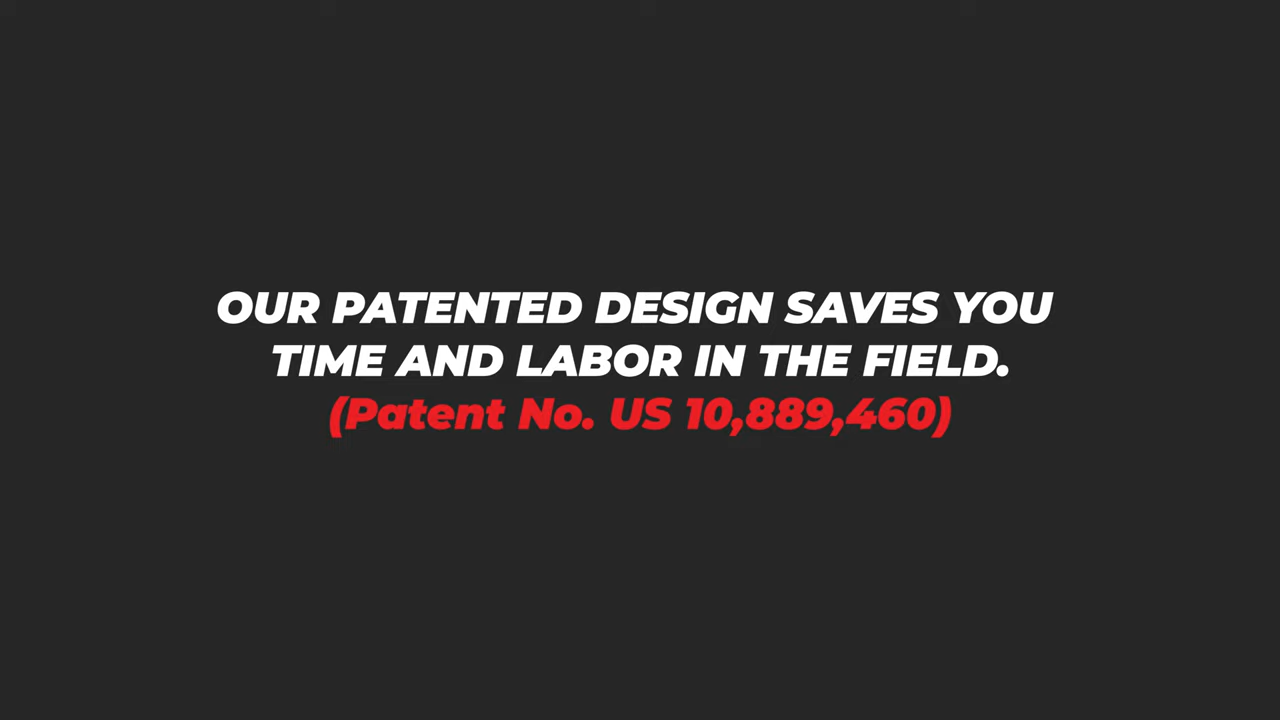 OUR PATENTED DESIGN SAVES YOU
TIME AND LABOR IN THE FIELD.
(Patent No. US 10,889,460)